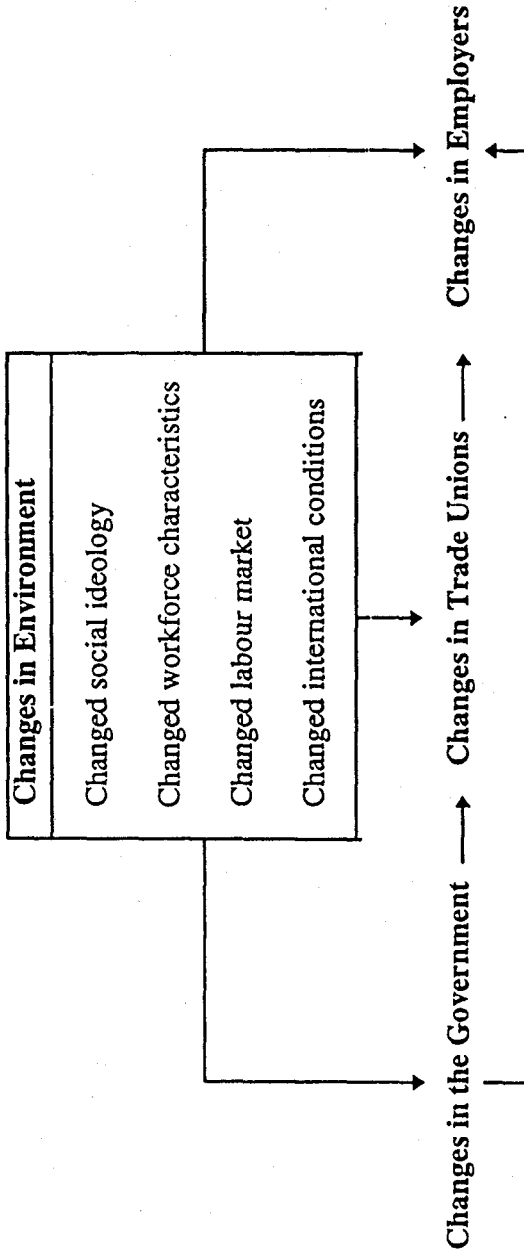 Changes in Environment
Changed social ideology
Changed workforce characteristics
Changed labour market
Changed international conditions
Changes in the Government
Changes in Trade Unions
Changes in Employers